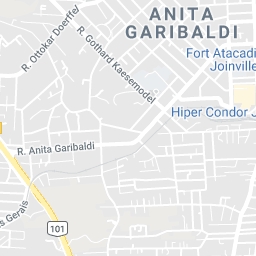 ANITA
GARIBALDI
R. Ottokar Doerffel
R. Gothard Kaesemodel
Fort Atacadi
Joinville
Hiper Condor J
R. Anita Garibaldi
s Gerais
101